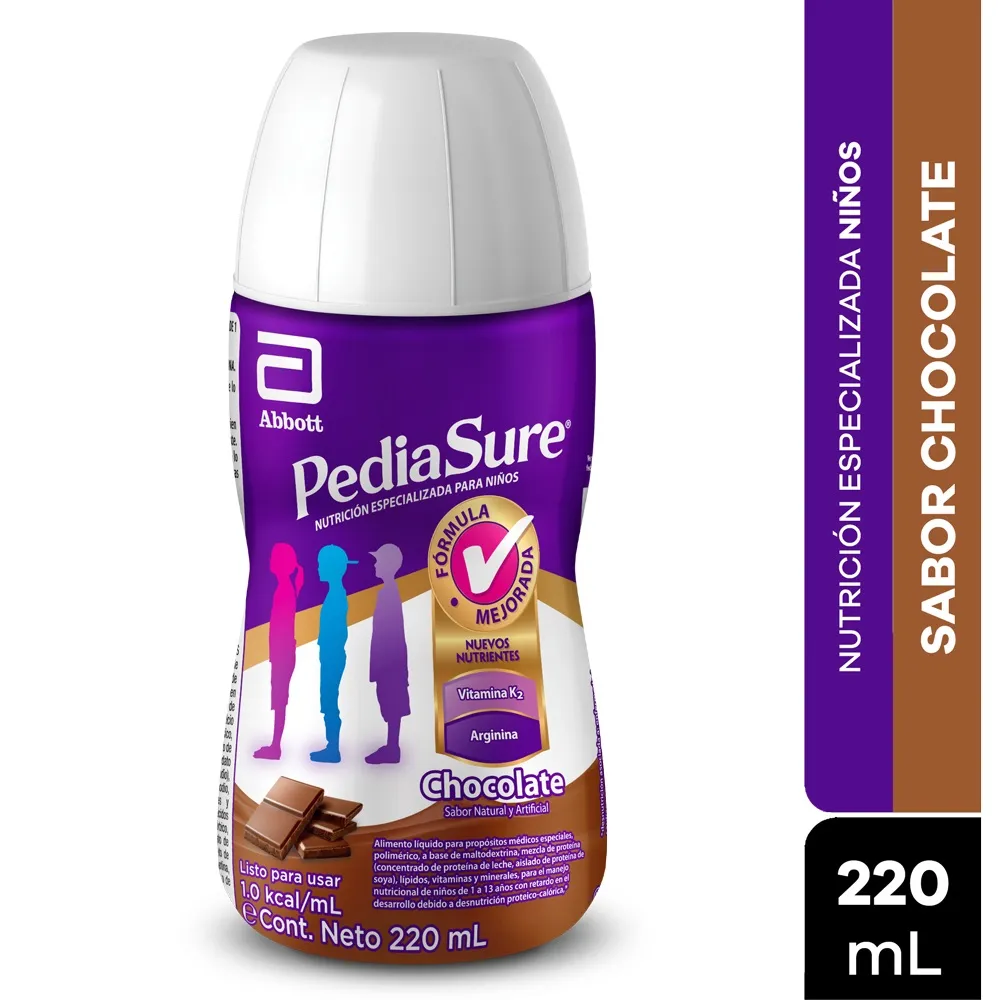 Abbott
PediaSure®
NUTRICIÓN ESPECIALIZADA PARA NIÑOS
FÓRMULA
MEJORADA
NUEVOS
NUTRIENTES
Vitamina K2
Arginina
Chocolate
Sabor Natural y Artificial
Alimento líquido para propósitos médicos especiales,
polimérico, a base de maltodextrina, mezcla de proteína
(concentrado de proteína de leche, aislado de proteína de
soya), lípidos, vitaminas y minerales, para el manejo
nutricional de niños de 1 a 13 años con retardo en el
desarrollo debido a desnutrición proteico-calórica.*
Listo para usar
1.0 kcal/mL
℮ Cont. Neto 220 mL
NUTRICIÓN ESPECIALIZADA NIÑOS
SABOR CHOCOLATE
220
mL